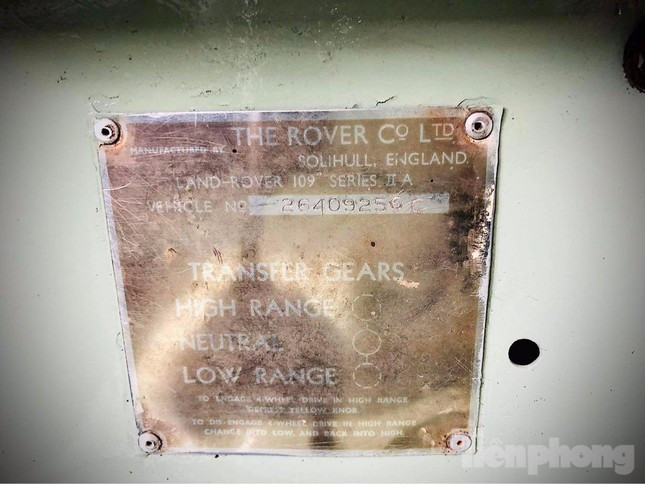 THE ROVER CO LTD
MANUFACTURED BY
SOLIHULL, ENGLAND.
LAND-ROVER 109" SERIES II A
VEHICLE NO 26409256C
TRANSFER GEARS
HIGH RANGE
NEUTRAL
LOW RANGE
TO ENGAGE 4-WHEEL DRIVE IN HIGH RANGE
DEPRESS YELLOW KNOB.
TO DIS-ENGAGE 4-WHEEL DRIVE IN HIGH RANGE
CHANGE INTO LOW, AND BACK INTO HIGH.
tiênphong